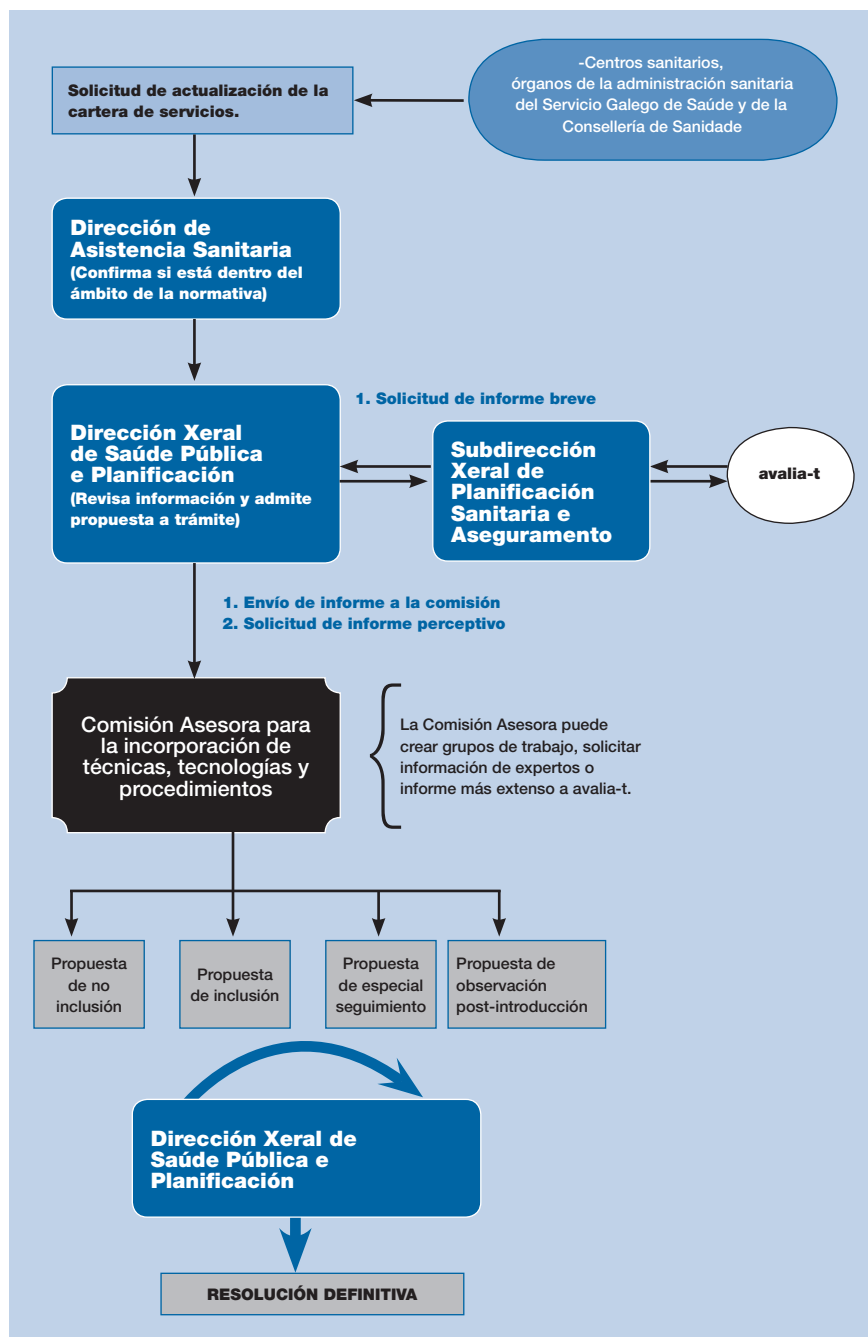 Solicitud de actualización de la
cartera de servicios.
-Centros sanitarios,
órganos de la administración sanitaria
del Servicio Galego de Saúde y de la
Consellería de Sanidade
Dirección de
Asistencia Sanitaria
(Confirma si está dentro del
ámbito de la normativa)
1. Solicitud de informe breve
Dirección Xeral
de Saúde Pública
e Planificación
(Revisa información y admite
propuesta a trámite)
Subdirección
Xeral de
Planificación
Sanitaria e
Aseguramento
avalia-t
1. Envío de informe a la comisión
2. Solicitud de informe perceptivo
Comisión Asesora para
la incorporación de
técnicas, tecnologías y
procedimientos
La Comisión Asesora puede
crear grupos de trabajo, solicitar
información de expertos o
informe más extenso a avalia-t.
Propuesta
de no
inclusión
Propuesta
de inclusión
Propuesta
de especial
seguimiento
Propuesta de
observación
post-introducción
Dirección Xeral de
Saúde Pública e
Planificación
RESOLUCIÓN DEFINITIVA